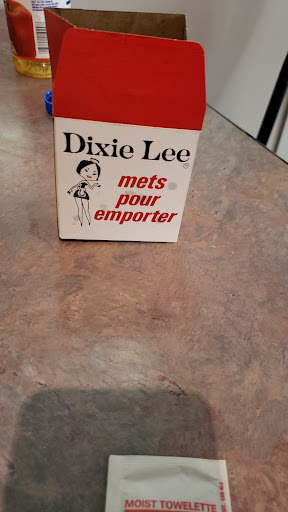 Dixie Lee
mets
pour
emporter
MOIST TOWELETTE